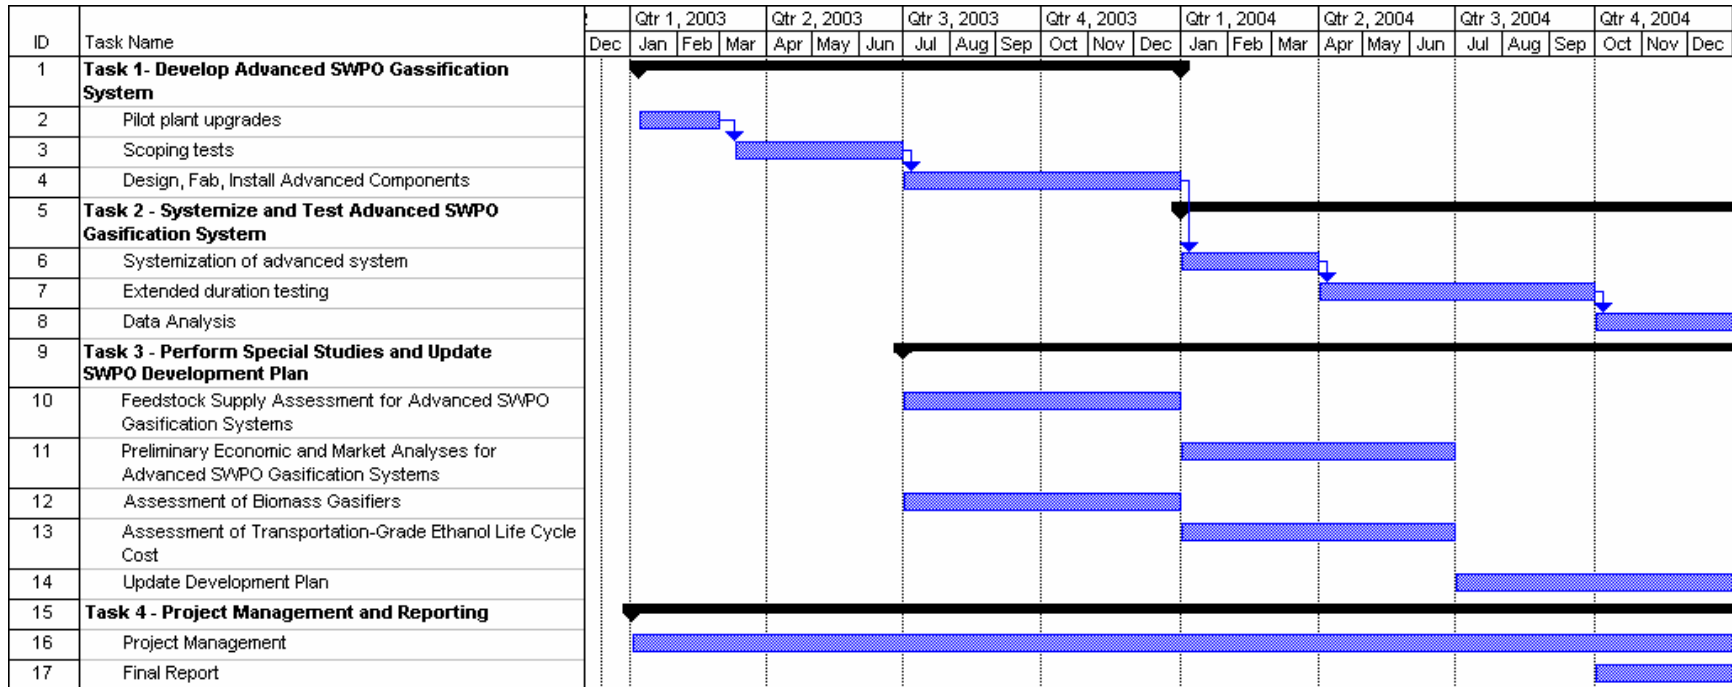 Qtr 1, 2003 Qtr 2, 2003 Qtr 3, 2003 Qtr 4, 2003 Qtr 1, 2004 Qtr 2, 2004 Qtr 3, 2004 Qtr 4, 2004
ID Task Name Dec Jan Feb Mar Apr May Jun Jul Aug Sep Oct Nov Dec Jan Feb Mar Apr May Jun Jul Aug Sep Oct Nov Dec
1 Task 1- Develop Advanced SWPO Gassification
System
2 Pilot plant upgrades
3 Scoping tests
4 Design, Fab, Install Advanced Components
5 Task 2 - Systemize and Test Advanced SWPO
Gasification System
6 Systemization of advanced system
7 Extended duration testing
8 Data Analysis
9 Task 3 - Perform Special Studies and Update
SWPO Development Plan
10 Feedstock Supply Assessment for Advanced SWPO
Gasification Systems
11 Preliminary Economic and Market Analyses for
Advanced SWPO Gasification Systems
12 Assessment of Biomass Gasifiers
13 Assessment of Transportation-Grade Ethanol Life Cycle
Cost
14 Update Development Plan
15 Task 4 - Project Management and Reporting
16 Project Management
17 Final Report